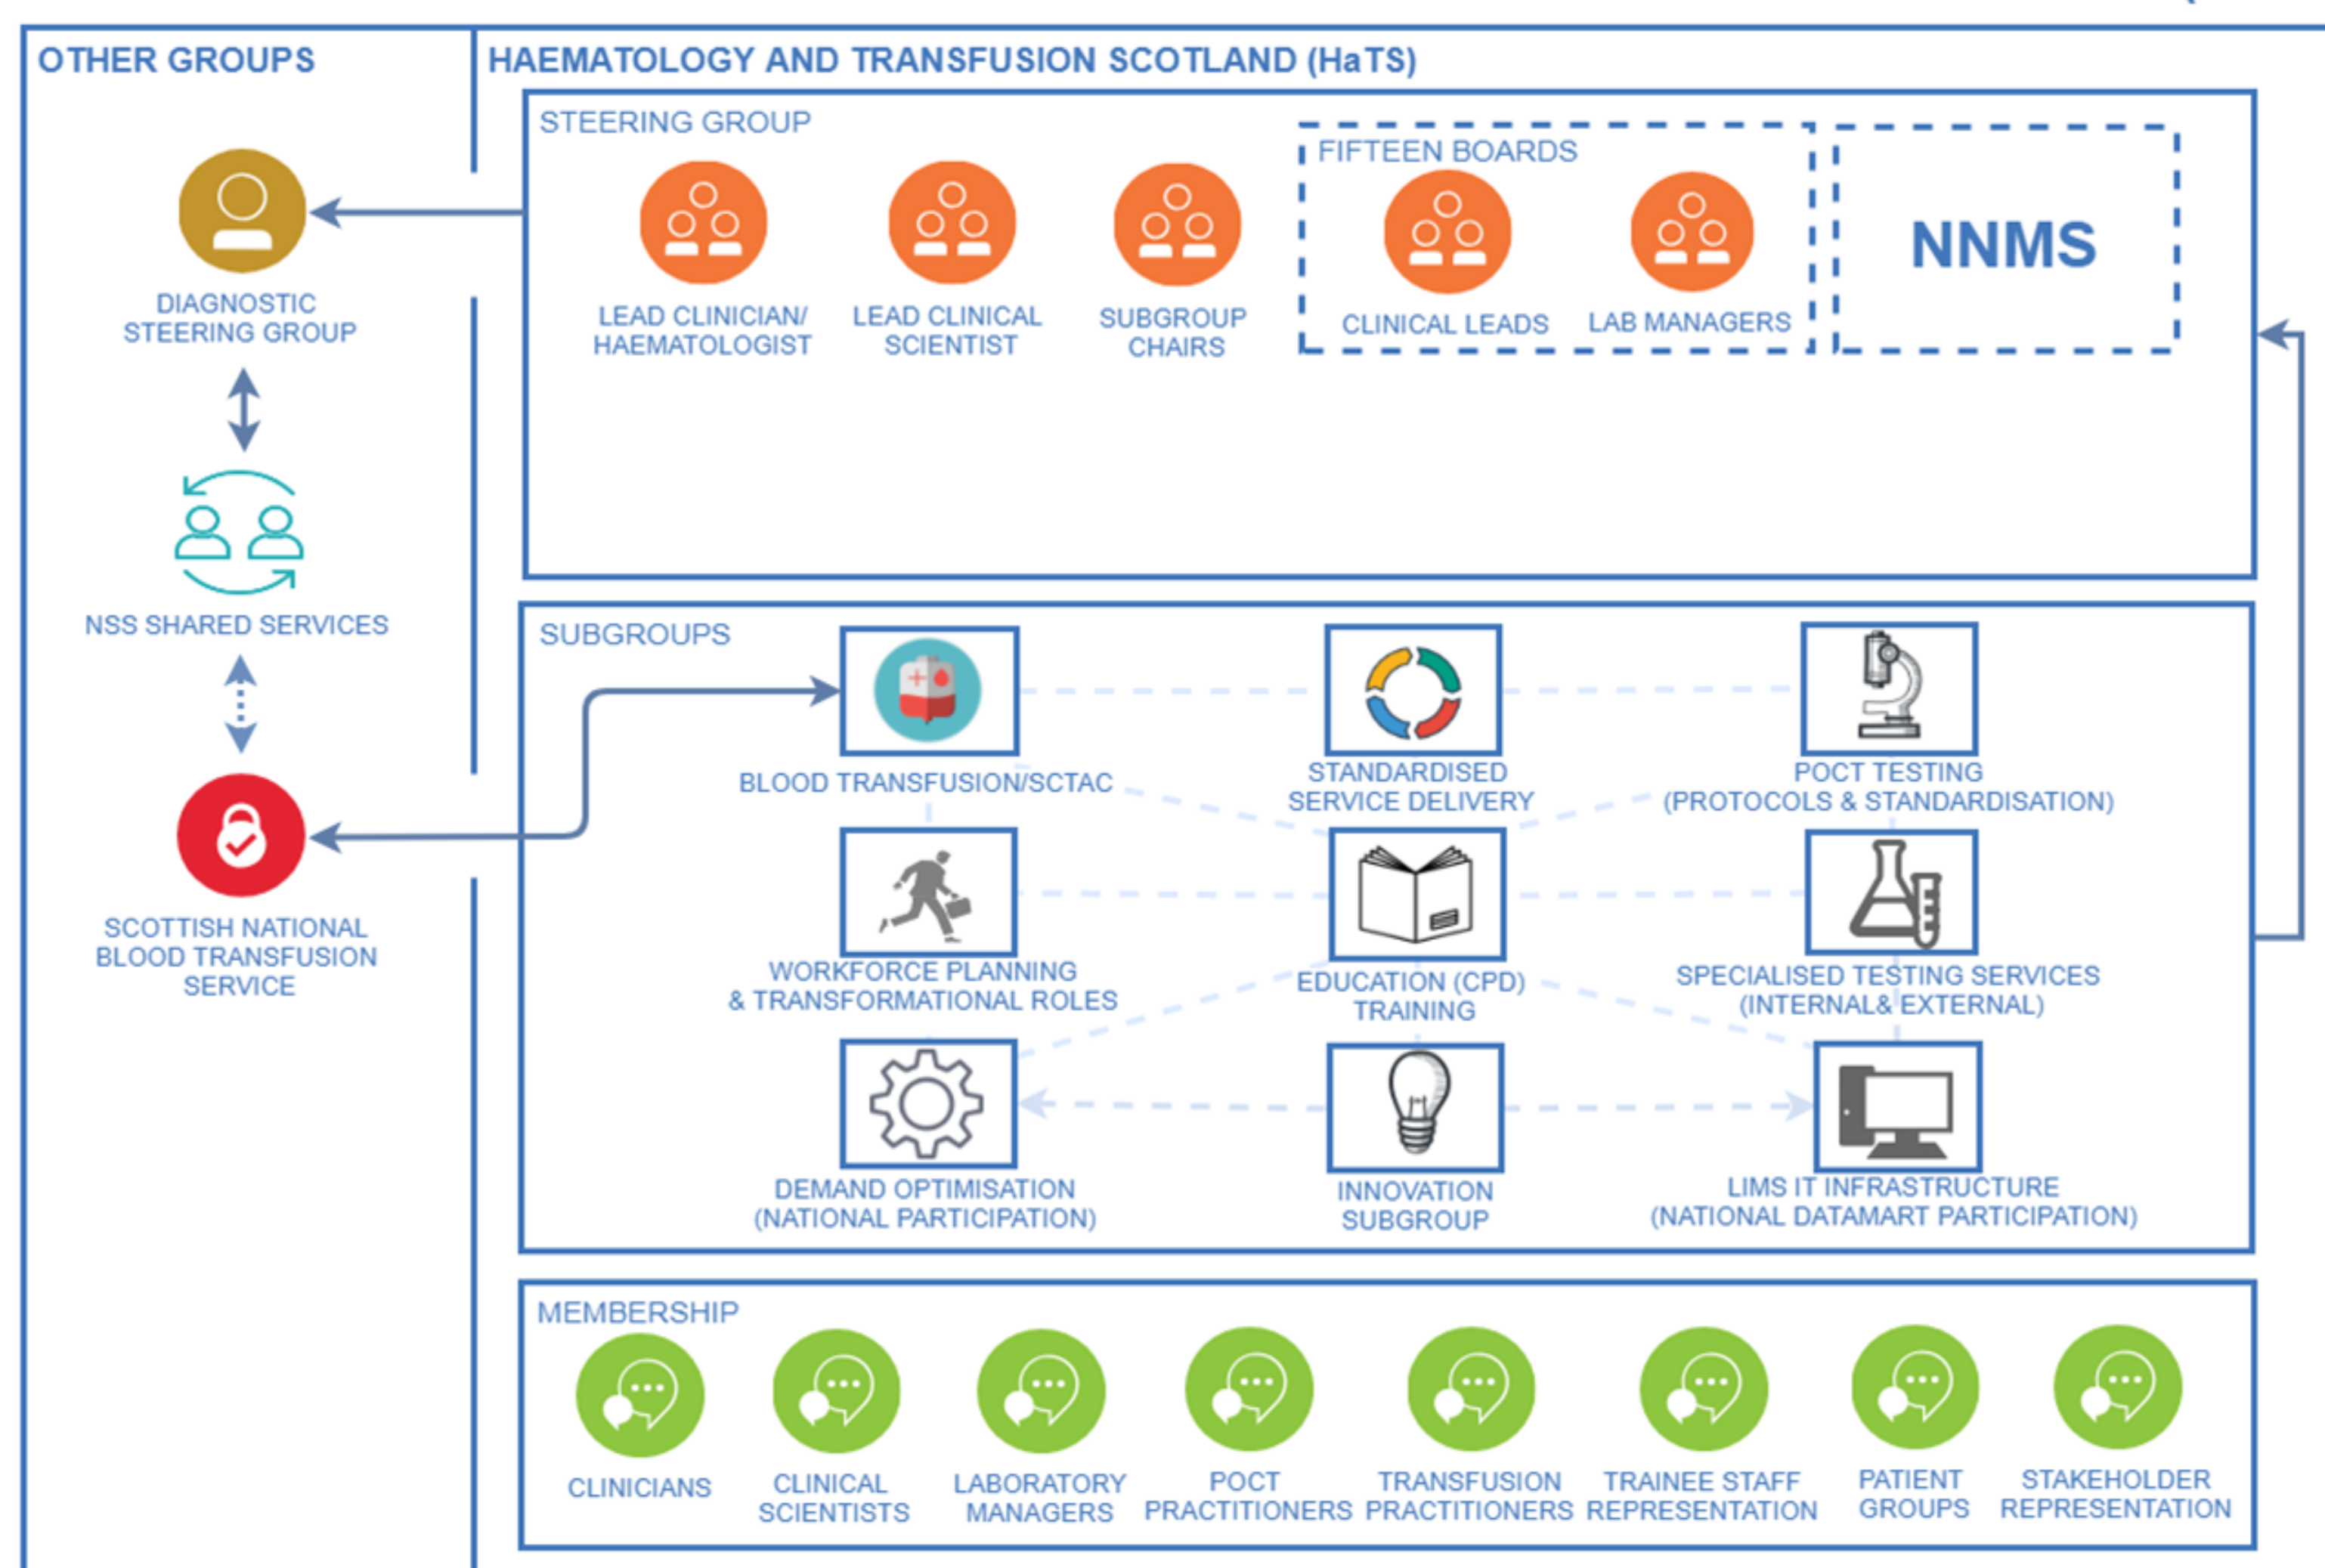 OTHER GROUPS
HAEMATOLOGY AND TRANSFUSION SCOTLAND (HaTS)
STEERING GROUP
FIFTEEN BOARDS
NNMS
DIAGNOSTIC
STEERING GROUP
LEAD CLINICIAN/
HAEMATOLOGIST
LEAD CLINICAL
SCIENTIST
SUBGROUP
CHAIRS
CLINICAL LEADS
LAB MANAGERS
NSS SHARED SERVICES
SCOTTISH NATIONAL
BLOOD TRANSFUSION
SERVICE
SUBGROUPS
BLOOD TRANSFUSION/SCTAC
STANDARDISED
SERVICE DELIVERY
POCT TESTING
(PROTOCOLS & STANDARDISATION)
WORKFORCE PLANNING
& TRANSFORMATIONAL ROLES
EDUCATION (CPD)
TRAINING
SPECIALISED TESTING SERVICES
(INTERNAL& EXTERNAL)
DEMAND OPTIMISATION
(NATIONAL PARTICIPATION)
INNOVATION
SUBGROUP
LIMS IT INFRASTRUCTURE
(NATIONAL DATAMART PARTICIPATION)
MEMBERSHIP
CLINICIANS
CLINICAL
SCIENTISTS
LABORATORY
MANAGERS
POCT
PRACTITIONERS
TRANSFUSION
PRACTITIONERS
TRAINEE STAFF
REPRESENTATION
PATIENT
GROUPS
STAKEHOLDER
REPRESENTATION